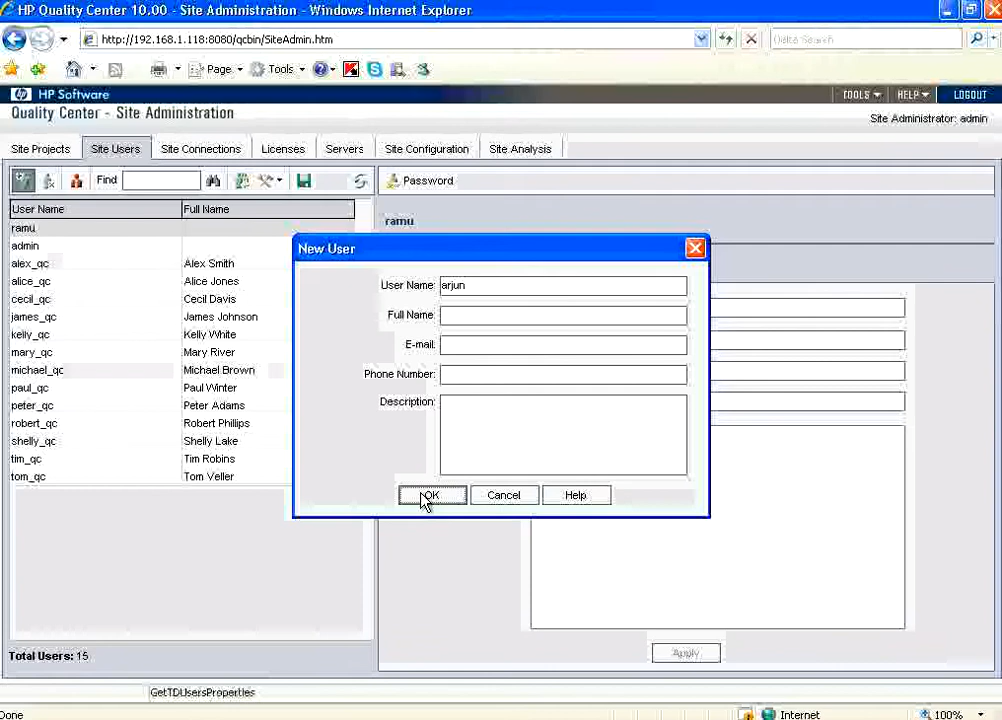 HP Quality Center 10.00. - Site Administration - Windows Internet Explorer
http://192.168.1.118:8080/qcbin/SiteAdmin.htm
Page Tools
HP Software TOOLS HELP LOGOUT
Quality Center - Site Administration
Site Administrator: admin
Site Projects Site Users Site Connections Licenses Servers Site Configuration Site Analysis
Find Password
User Name Full Name
ramu
ramu
admin
alex_qc Alex Smith
alice_qc Alice Jones
cecil_qc Cecil Davis
james_qc James Johnson
kelly_qc Kelly White
mary_qc Mary River
michael_qc Michael Brown
paul_qc Paul Winter
peter_qc Peter Adams
robert_qc Robert Phillips
shelly_qc Shelly Lake
tim_qc Tim Robins
tom_qc Tom Veller
New User
User Name: arjun
Full Name:
E-mail:
Phone Number:
Description:
OK Cancel Help
Apply
Total Users: 15
GetTDUsersProperties
Done Internet 100%